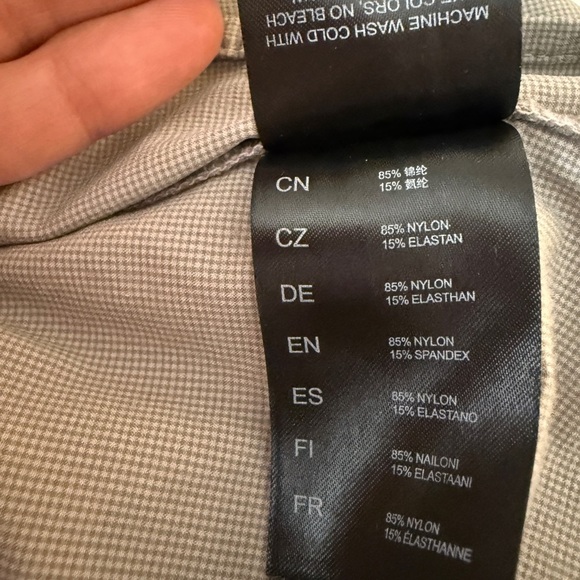 MACHINE WASH COLD WITH
COLORS, NO BLEACH
CN
85% 锦纶
15% 氨纶
CZ
85% NYLON
15% ELASTAN
DE
85% NYLON
15% ELASTHAN
EN
85% NYLON
15% SPANDEX
ES
85% NYLON
15% ELASTANO
FI
85% NAILONI
15% ELASTAANI
FR
85% NYLON
15% ÉLASTHANNE